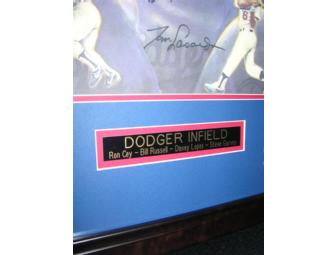 DODGER INFIELD
Ron Cey - Bill Russell - Davey Lopes - Steve Garvey